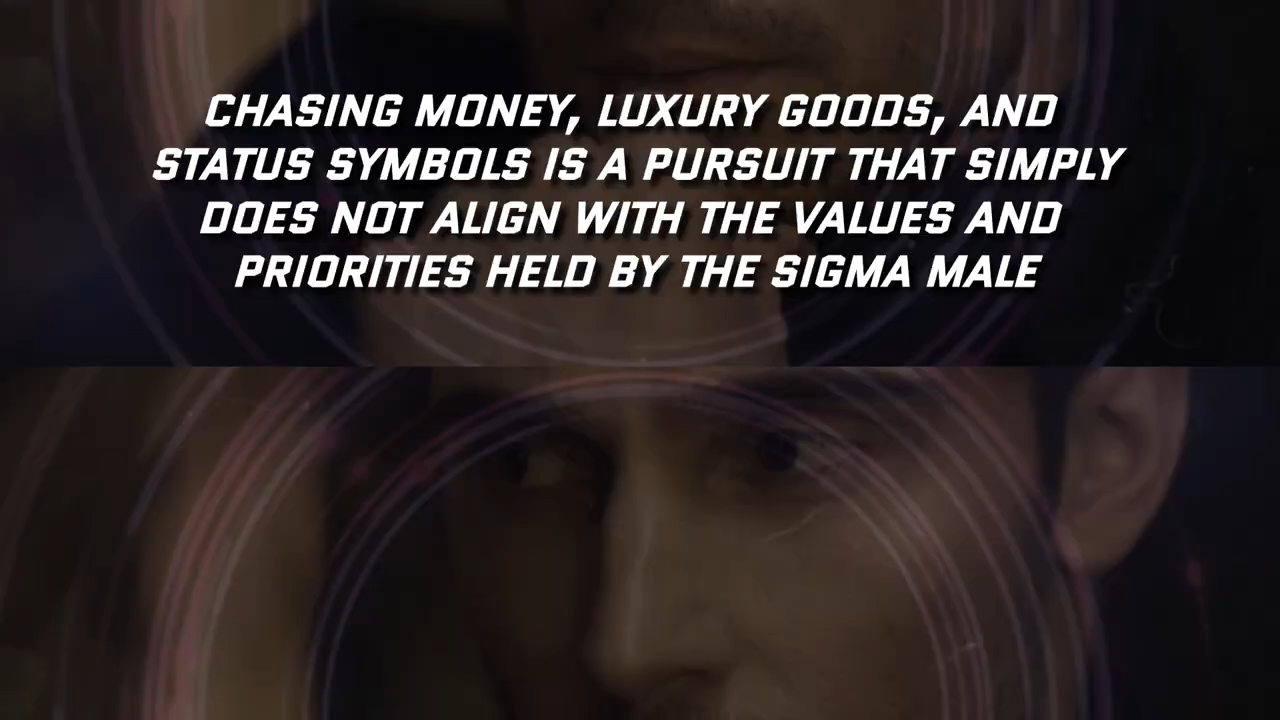 CHASING MONEY, LUXURY GOODS, AND
STATUS SYMBOLS IS A PURSUIT THAT SIMPLY
DOES NOT ALIGN WITH THE VALUES AND
PRIORITIES HELD BY THE SIGMA MALE